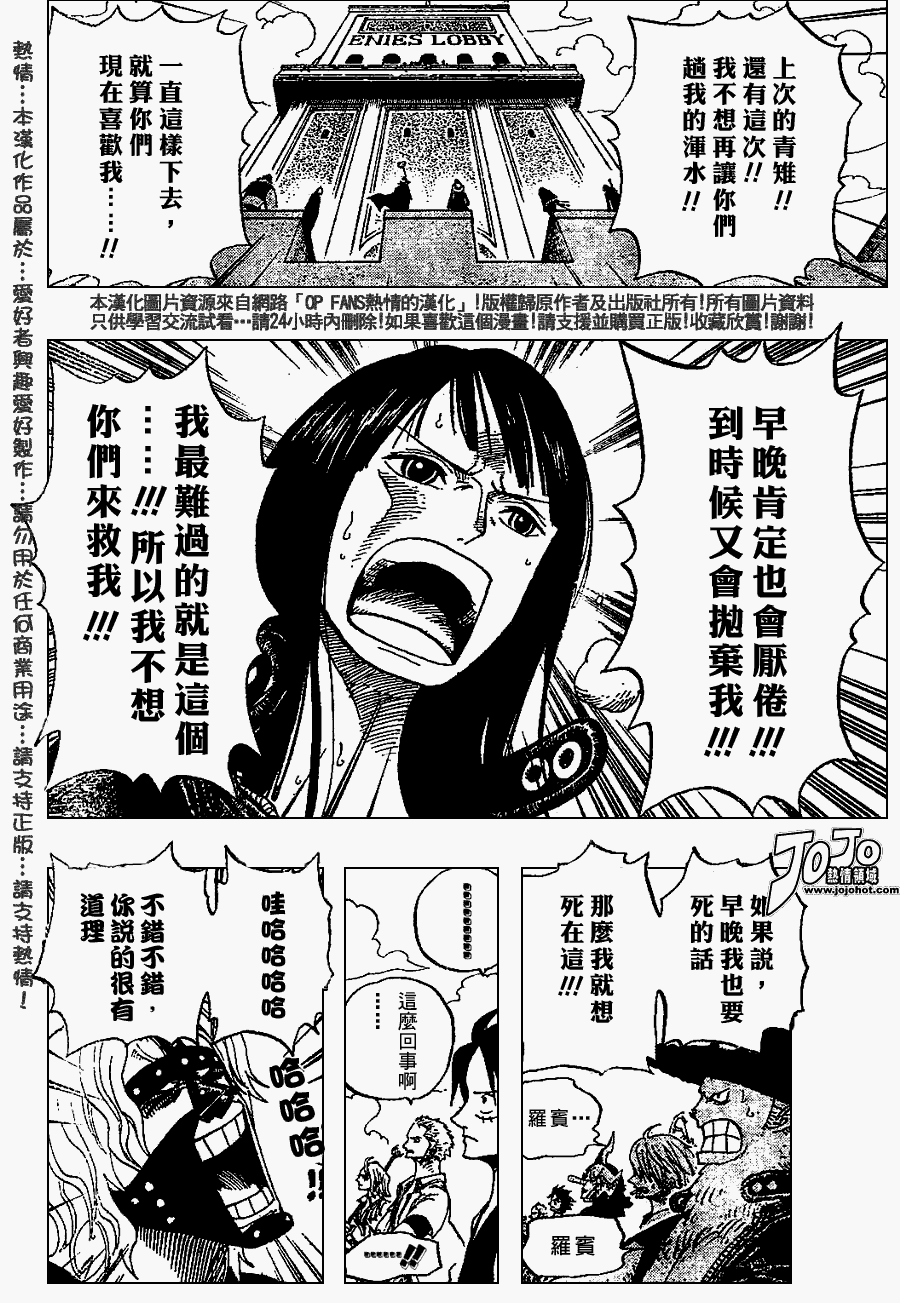 ENIES LOBBY
上次的青雉!!
還有這次!!
我不想再讓你們
趟我的渾水!!
一直這樣下去，
就算你們
現在喜歡我……!!
本漢化圖片資源來自網路「OP FANS熱情的漢化」!版權歸原作者及出版社所有!所有圖片資料
只供學習交流試看…請24小時內刪除!如果喜歡這個漫畫!請支援並購買正版!收藏欣賞!謝謝!
熱情…本漢化作品屬於…愛好者興趣愛好製作…請勿用於任何商業用途…請支持正版…請支持熱情!
早晚肯定也會厭倦!!!
到時候又會拋棄我!!!
我最難過的就是這個
……!!!所以我不想
你們來救我!!!
JOJO
熱情領域
www.jojohot.com
如果說，
早晚我也要
死的話
那麼我就想
死在這!!!
羅賓…
羅賓
…………
這麼回事啊
……
……!!
哇哈哈哈哈
不錯不錯，
你說的很有
道理
哈哈哈!!